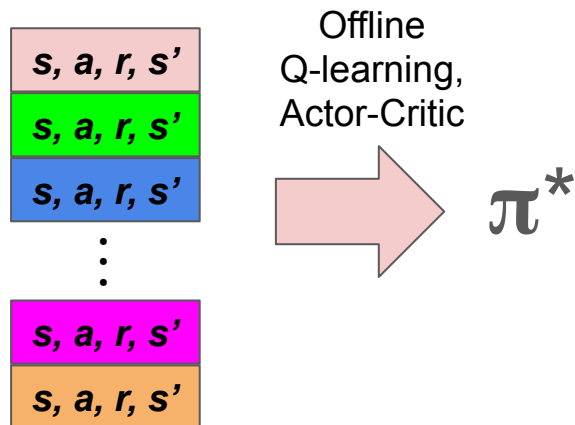 Offline
Q-learning,
Actor-Critic
s, a, r, s’
s, a, r, s’
s, a, r, s’
⋮
s, a, r, s’
s, a, r, s’
π*